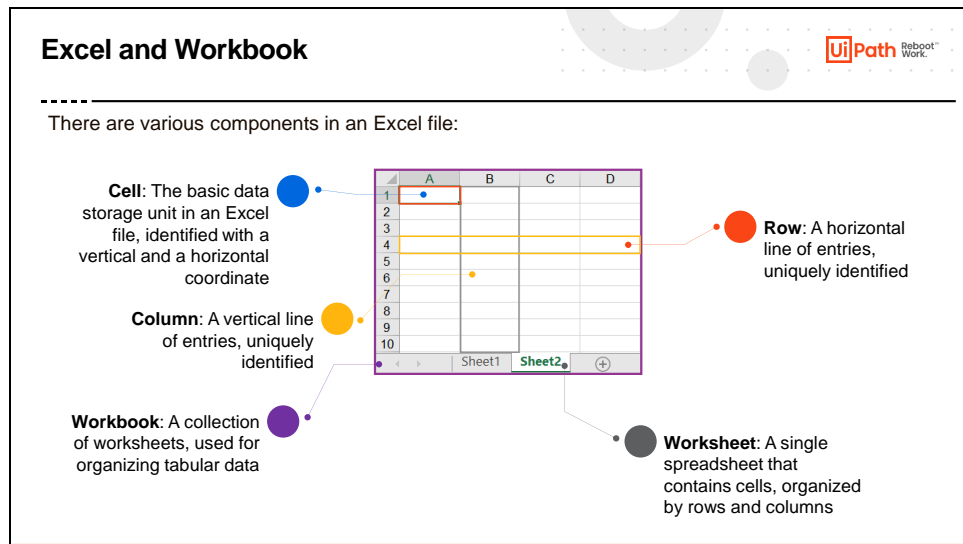 Excel and Workbook
UiPath Reboot™
Work.
There are various components in an Excel file:
Cell: The basic data
storage unit in an Excel
file, identified with a
vertical and a horizontal
coordinate
Column: A vertical line
of entries, uniquely
identified
Workbook: A collection
of worksheets, used for
organizing tabular data
A B C D
1
2
3
4
5
6
7
8
9
10
Sheet1 Sheet2
Row: A horizontal
line of entries,
uniquely identified
Worksheet: A single
spreadsheet that
contains cells, organized
by rows and columns